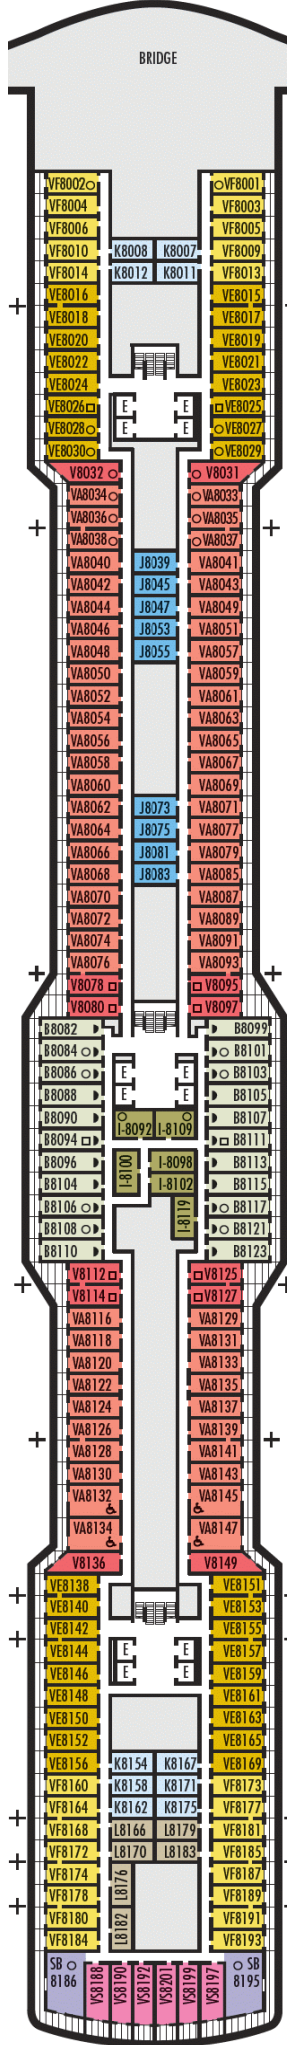 BRIDGE
VF8002 VF8001
VF8004 VF8003
VF8006 VF8005
VF8010 K8008 K8007 VF8009
VF8014 K8012 K8011 VF8013
VE8016 VE8015
VE8018 VE8017
VE8020 VE8019
VE8022 VE8021
VE8024 VE8023
VE8026 E E VE8025
VE8028 E E VE8027
VE8030 VE8029
V8032 V8031
VA8034 VA8033
VA8036 VA8035
VA8038 VA8037
VA8040 J8039 VA8041
VA8042 J8045 VA8043
VA8044 J8047 VA8049
VA8046 J8053 VA8051
VA8048 J8055 VA8057
VA8050 VA8059
VA8052 VA8061
VA8054 VA8063
VA8056 VA8065
VA8058 VA8067
VA8060 VA8069
VA8062 J8073 VA8071
VA8064 J8075 VA8077
VA8066 J8081 VA8079
VA8068 J8083 VA8085
VA8070 VA8087
VA8072 VA8089
VA8074 VA8091
VA8076 VA8093
V8078 V8095
V8080 V8097
B8082 B8099
B8084 B8101
B8086 E E B8103
B8088 E E B8105
B8090 I-8092 I-8109 B8107
B8094 B8111
B8096 I-8100 I-8098 B8113
B8104 I-8102 B8115
B8106 I-8119 B8117
B8108 B8121
B8110 B8123
V8112 V8125
V8114 V8127
VA8116 VA8129
VA8118 VA8131
VA8120 VA8133
VA8122 VA8135
VA8124 VA8137
VA8126 VA8139
VA8128 VA8141
VA8130 VA8143
VA8132 VA8145
VA8134 VA8147
V8136 V8149
VE8138 VE8151
VE8140 VE8153
VE8142 VE8155
VE8144 E E VE8157
VE8146 E E VE8159
VE8148 VE8161
VE8150 VE8163
VE8152 VE8165
VE8156 K8154 K8167 VE8169
VF8160 K8158 K8171 VF8173
VF8164 K8162 K8175 VF8177
VF8168 L8166 L8179 VF8181
VF8172 L8170 L8183 VF8185
VF8174 L8176 VF8187
VF8178 VF8189
VF8180 L8182 VF8191
VF8184 VF8193
SB 8186 VS8188 VS8190 VS8192 VS8201 VS8199 VS8197 SB 8195